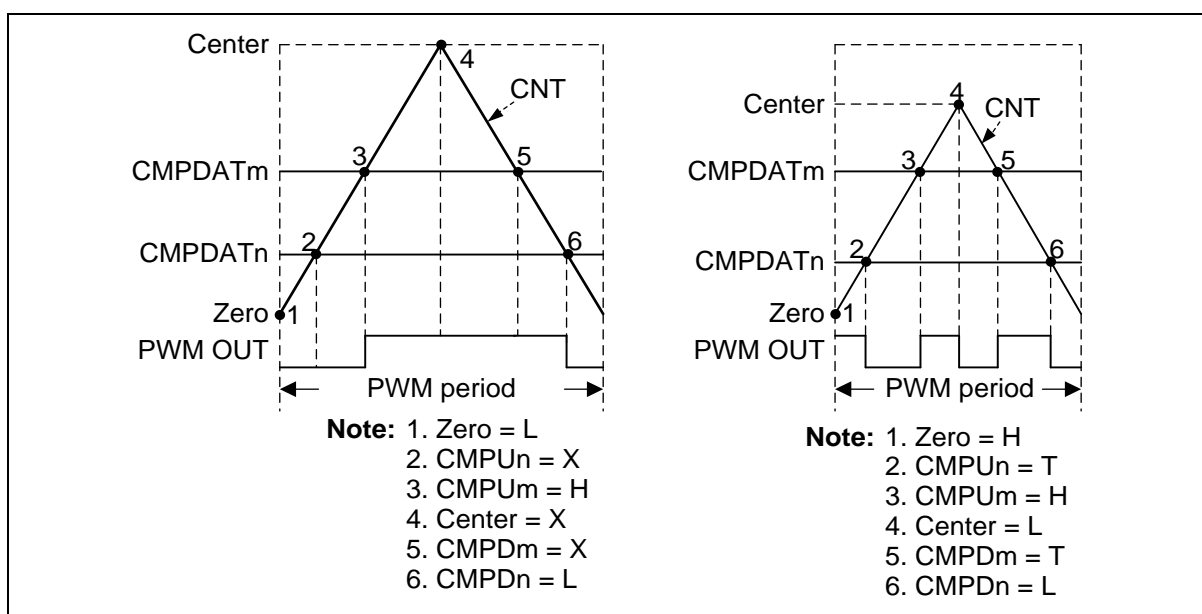 Center
4
CNT
3
5
CMPDATm
2
6
CMPDATn
Zero
1
PWM OUT
PWM period
Note: 1. Zero = L
2. CMPUn = X
3. CMPUm = H
4. Center = X
5. CMPDm = X
6. CMPDn = L
4
Center
CNT
3
5
CMPDATm
2
6
CMPDATn
Zero
1
PWM OUT
PWM period
Note: 1. Zero = H
2. CMPUn = T
3. CMPUm = H
4. Center = L
5. CMPDm = T
6. CMPDn = L